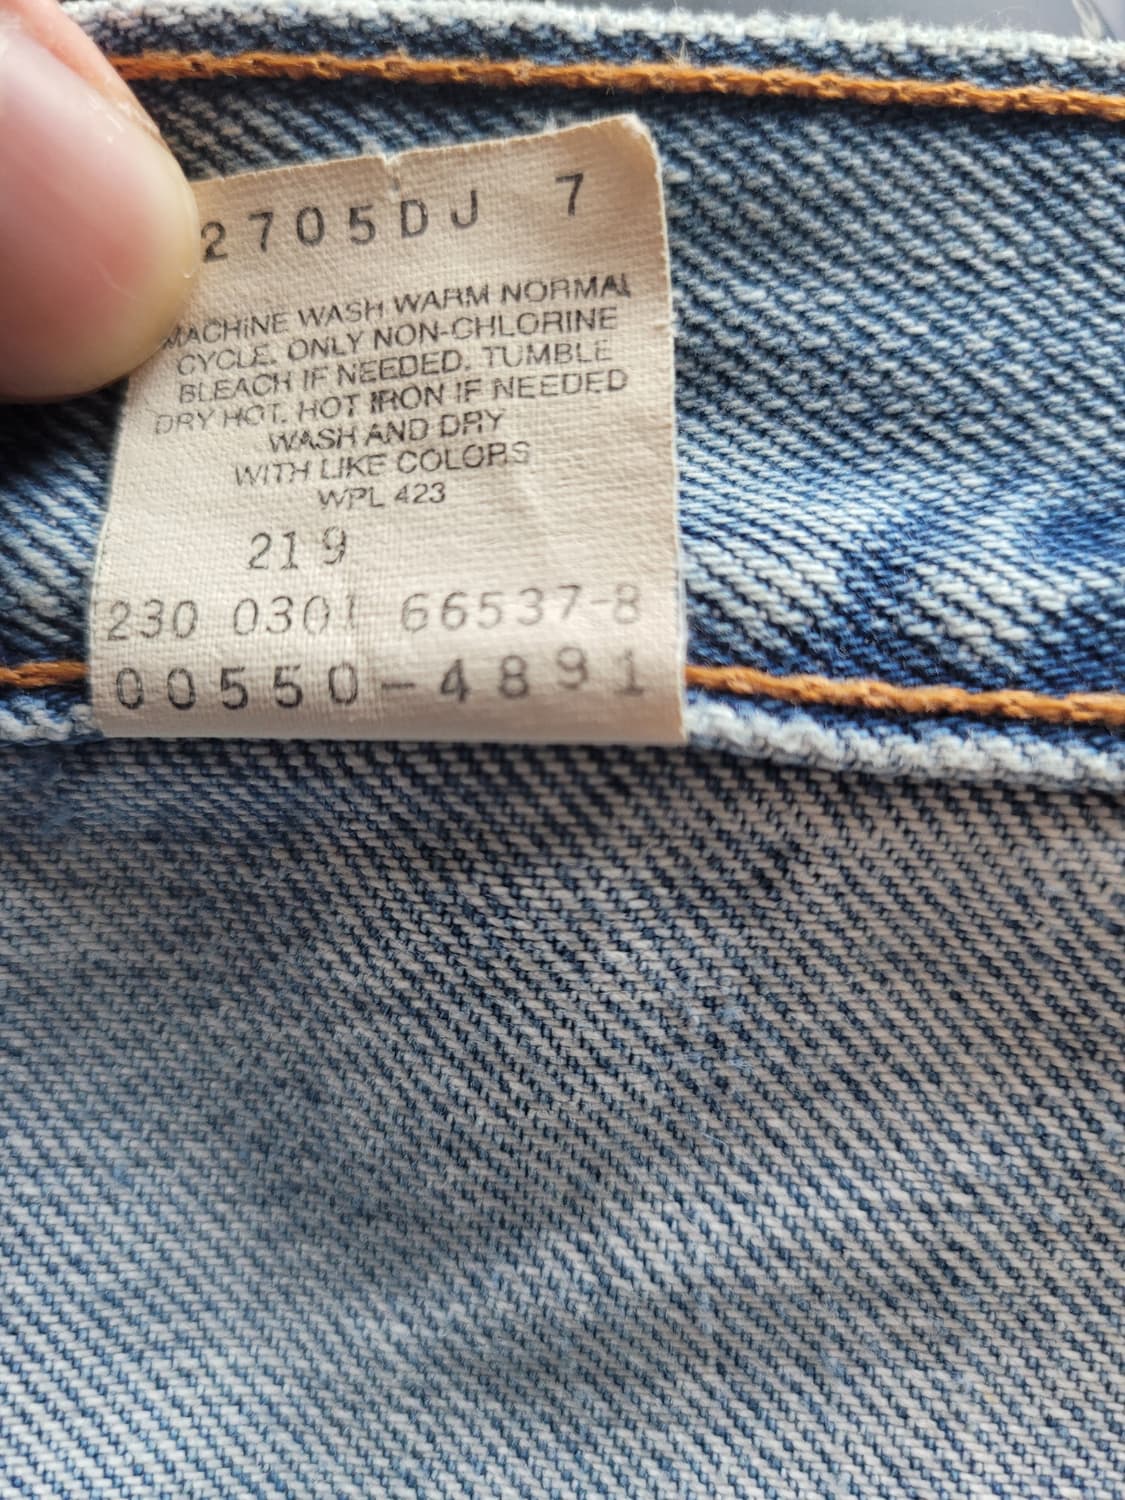 2705DJ 7
MACHINE WASH WARM NORMAL
CYCLE. ONLY NON-CHLORINE
BLEACH IF NEEDED. TUMBLE
DRY HOT. HOT IRON IF NEEDED
WASH AND DRY
WITH LIKE COLORS
WPL 423
219
230 0301 66537-8
00550-4891